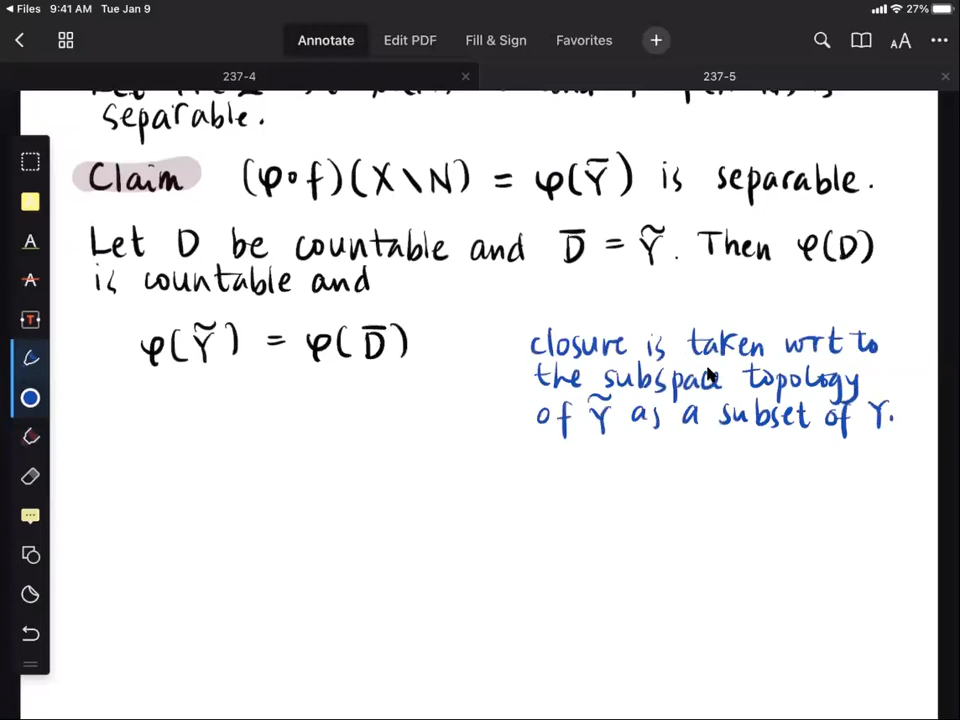 Files 9:41 AM Tue Jan 9 27%
Annotate Edit PDF Fill & Sign Favorites
237-4 237-5
separable.
Claim (φ∘f)(X\N) = φ(Ȳ) is separable.
Let D be countable and D̄ = Ỹ. Then φ(D)
is countable and
φ(Ỹ) = φ(D̄)
closure is taken wrt to
the subspace topology
of Ỹ as a subset of Y.